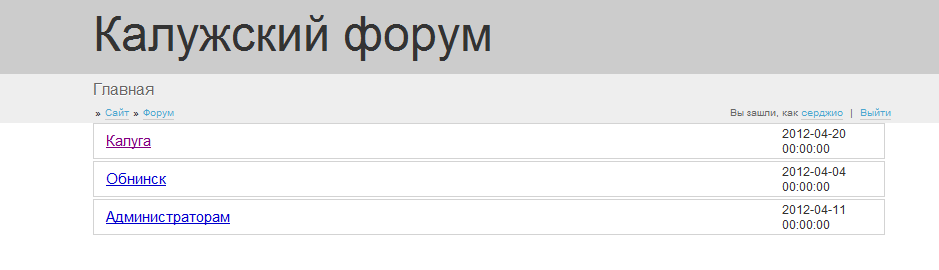 Калужский форум
Главная
» Сайт » Форум
Вы зашли, как серджио | Выйти
Калуга
2012-04-20
00:00:00
Обнинск
2012-04-04
00:00:00
Администраторам
2012-04-11
00:00:00